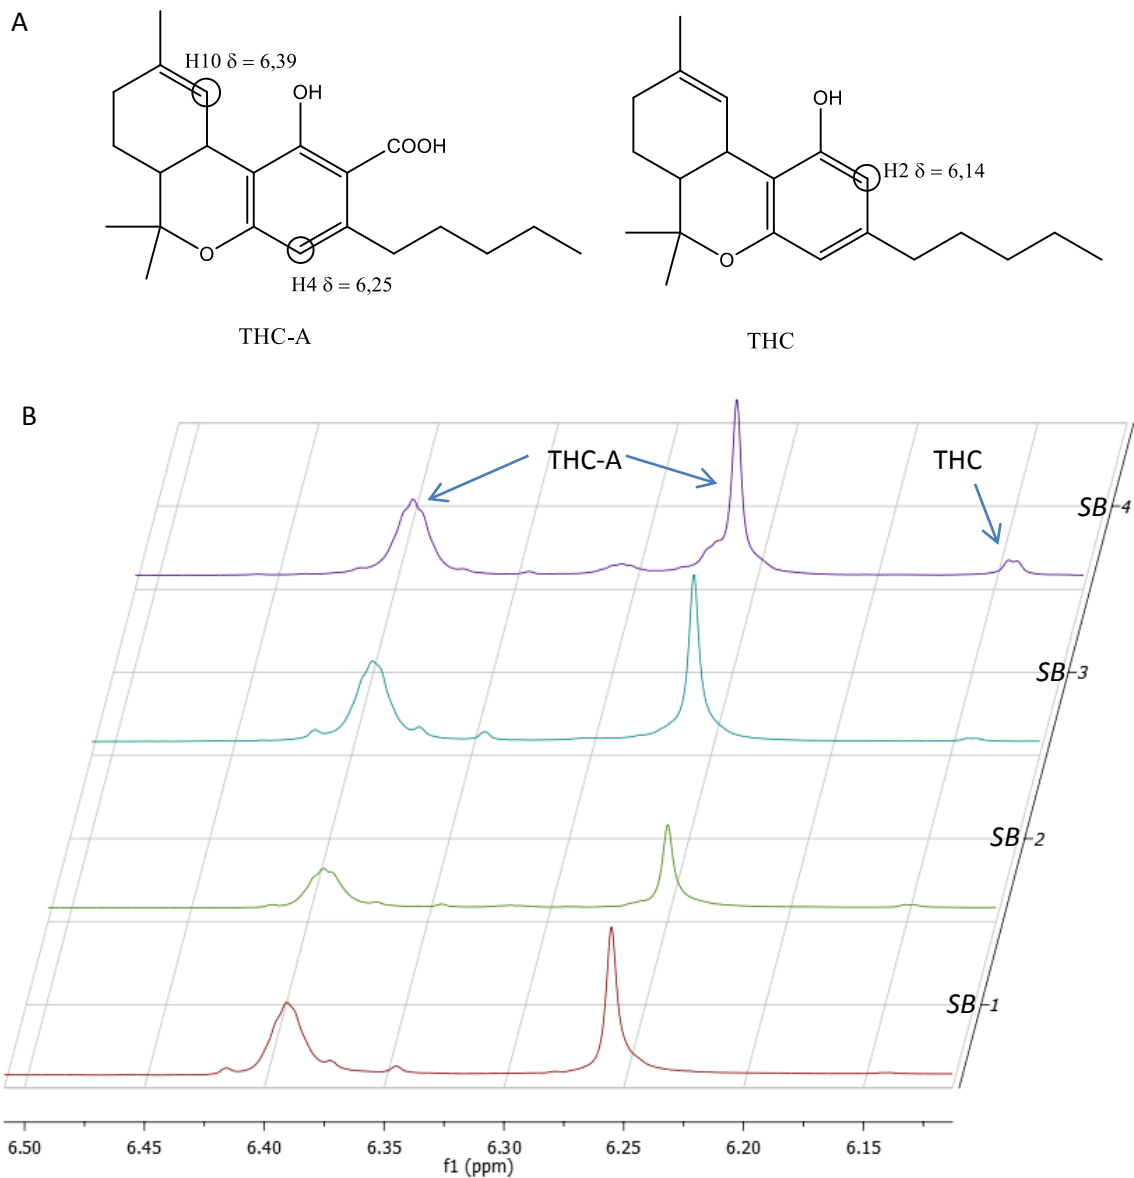 A
H10 δ = 6,39
OH
COOH
O
H4 δ = 6,25
THC-A
OH
H2 δ = 6,14
O
THC
B
THC-A
THC
SB-4
SB-3
SB-2
SB-1
6.50 6.45 6.40 6.35 6.30 6.25 6.20 6.15
f1 (ppm)